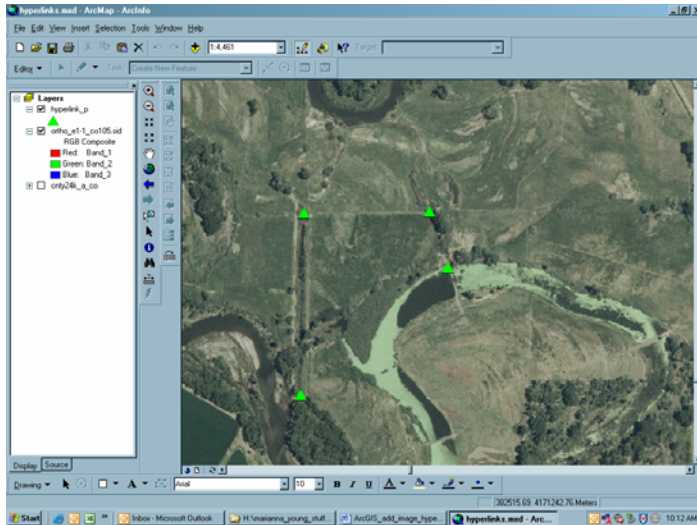 hyperlinks.mxd - ArcMap - ArcInfo
File Edit View Insert Selection Tools Window Help
1:4,461 Target:
Editor Task: Create New Feature
Layers
hyperlink_p
ortho_e1-1_co105.sid
RGB Composite
Red: Band_1
Green: Band_2
Blue: Band_3
cnty24k_a_co
Display Source
Drawing A Arial 10 B I U A
382515.69 4171242.76 Meters
Start Inbox - Microsoft Outlook H:\marianna_young_stuff... ArcGIS_add_image_hype... hyperlinks.mxd - Arc... 10:12 AM